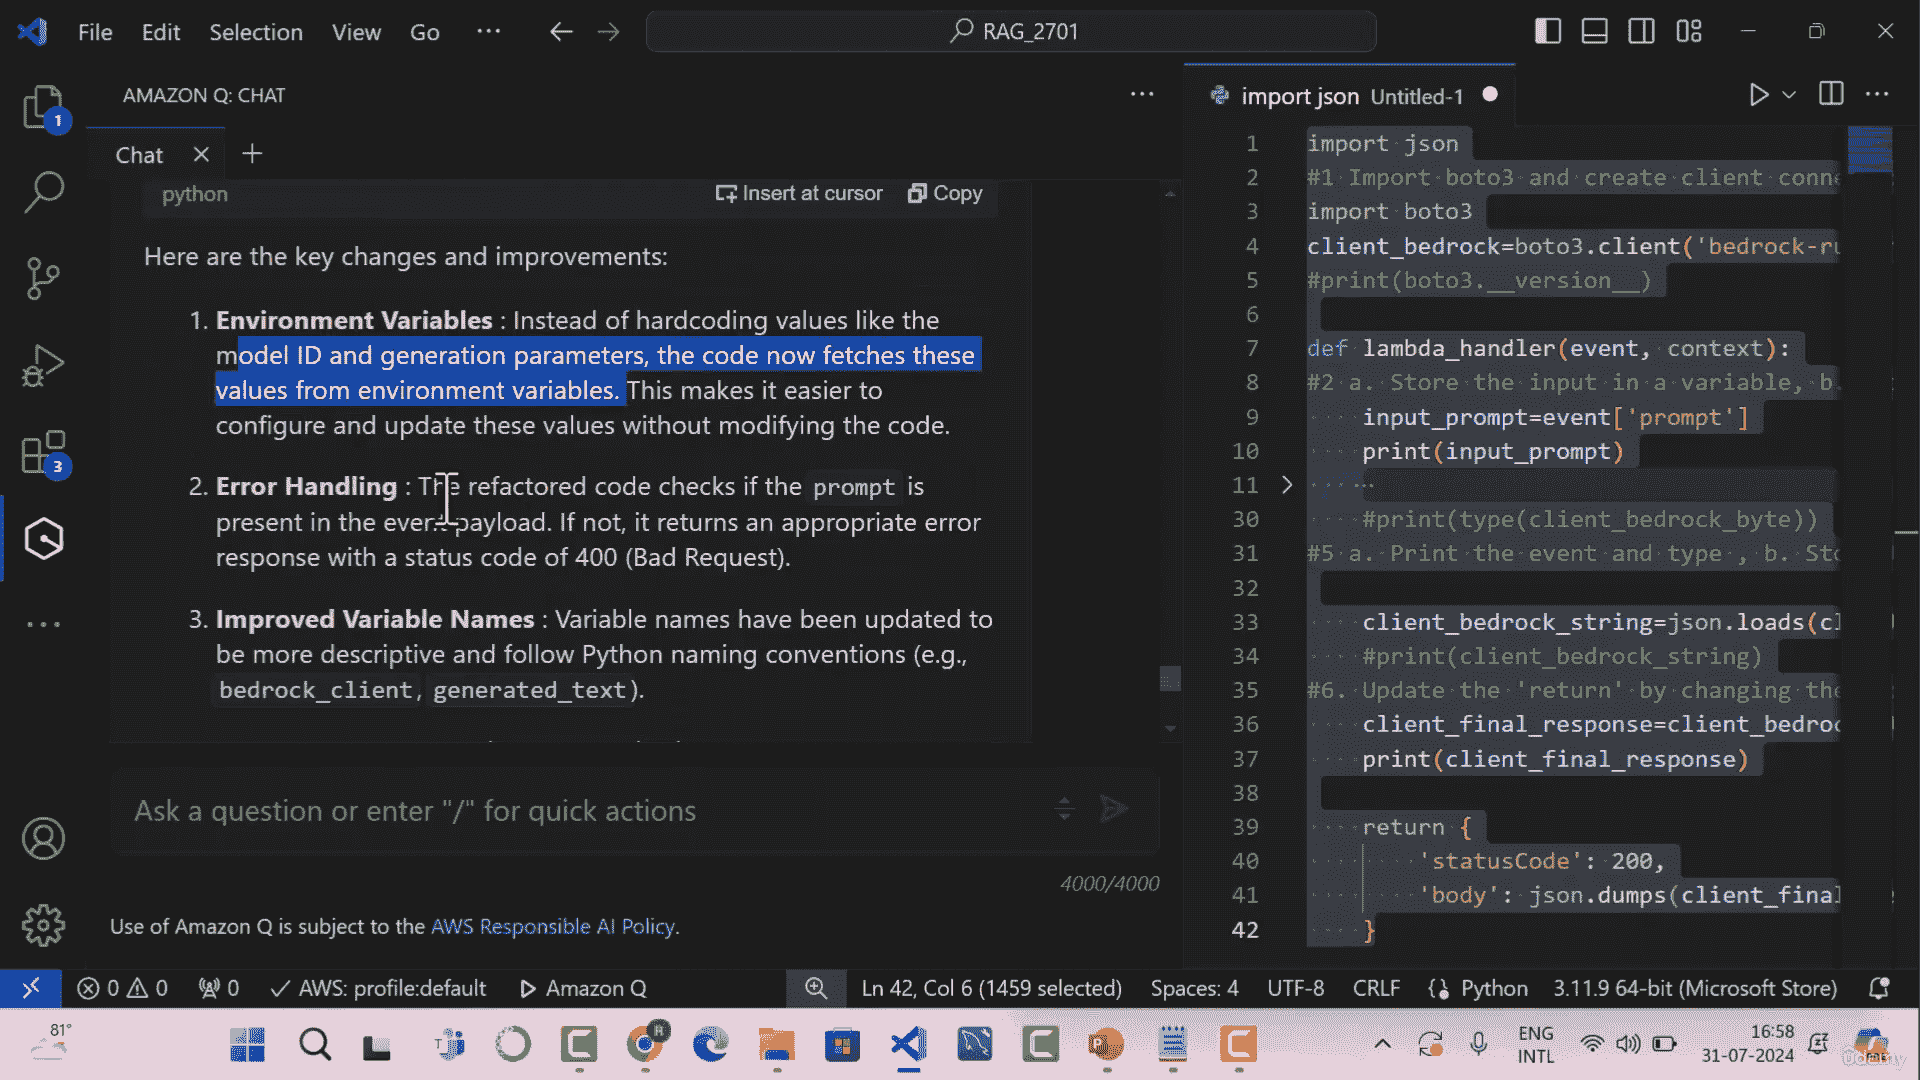 File Edit Selection View Go ··· RAG_2701
AMAZON Q: CHAT
Chat
python Insert at cursor Copy
Here are the key changes and improvements:
1. Environment Variables : Instead of hardcoding values like the
model ID and generation parameters, the code now fetches these
values from environment variables. This makes it easier to
configure and update these values without modifying the code.
2. Error Handling : The refactored code checks if the prompt is
present in the event payload. If not, it returns an appropriate error
response with a status code of 400 (Bad Request).
3. Improved Variable Names : Variable names have been updated to
be more descriptive and follow Python naming conventions (e.g.,
bedrock_client, generated_text).
Ask a question or enter "/" for quick actions
4000/4000
Use of Amazon Q is subject to the AWS Responsible AI Policy.
1
3
import json Untitled-1
1 import json
2 #1 Import boto3 and create client conne
3 import boto3
4 client_bedrock=boto3.client('bedrock-ru
5 #print(boto3.__version__)
6
7 def lambda_handler(event, context):
8 #2 a. Store the input in a variable, b.
9 input_prompt=event['prompt']
10 print(input_prompt)
11 ···
30 #print(type(client_bedrock_byte))
31 #5 a. Print the event and type , b. Sto
32
33 client_bedrock_string=json.loads(cl
34 #print(client_bedrock_string)
35 #6. Update the 'return' by changing the
36 client_final_response=client_bedroc
37 print(client_final_response)
38
39 return {
40 'statusCode': 200,
41 'body': json.dumps(client_final
42 }
0 0 0 AWS: profile:default Amazon Q Ln 42, Col 6 (1459 selected) Spaces: 4 UTF-8 CRLF Python 3.11.9 64-bit (Microsoft Store)
81° R ENG 16:58
INTL 31-07-2024
Udemy